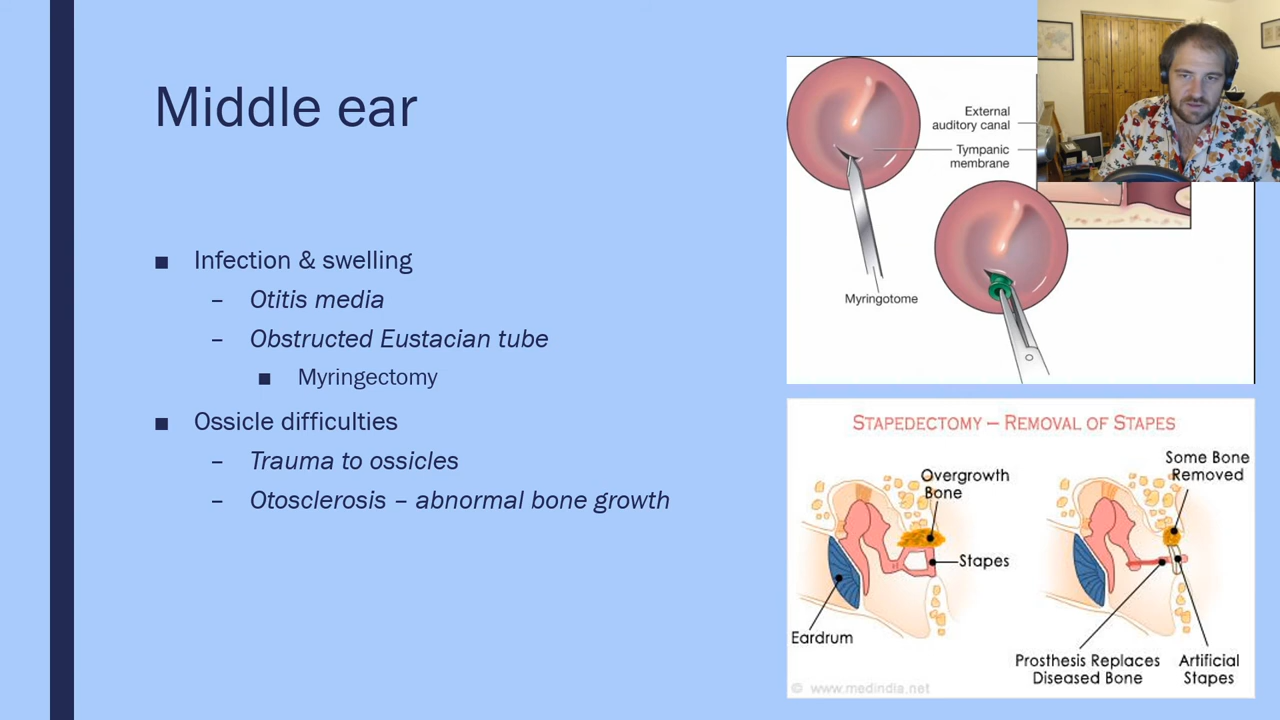 Middle ear
■ Infection & swelling
– Otitis media
– Obstructed Eustacian tube
■ Myringectomy
■ Ossicle difficulties
– Trauma to ossicles
– Otosclerosis – abnormal bone growth
External
auditory canal
Tympanic
membrane
Myringotome
STAPEDECTOMY – REMOVAL OF STAPES
Overgrowth
Bone
Stapes
Eardrum
Some Bone
Removed
Prosthesis Replaces
Diseased Bone
Artificial
Stapes
© www.medindia.net